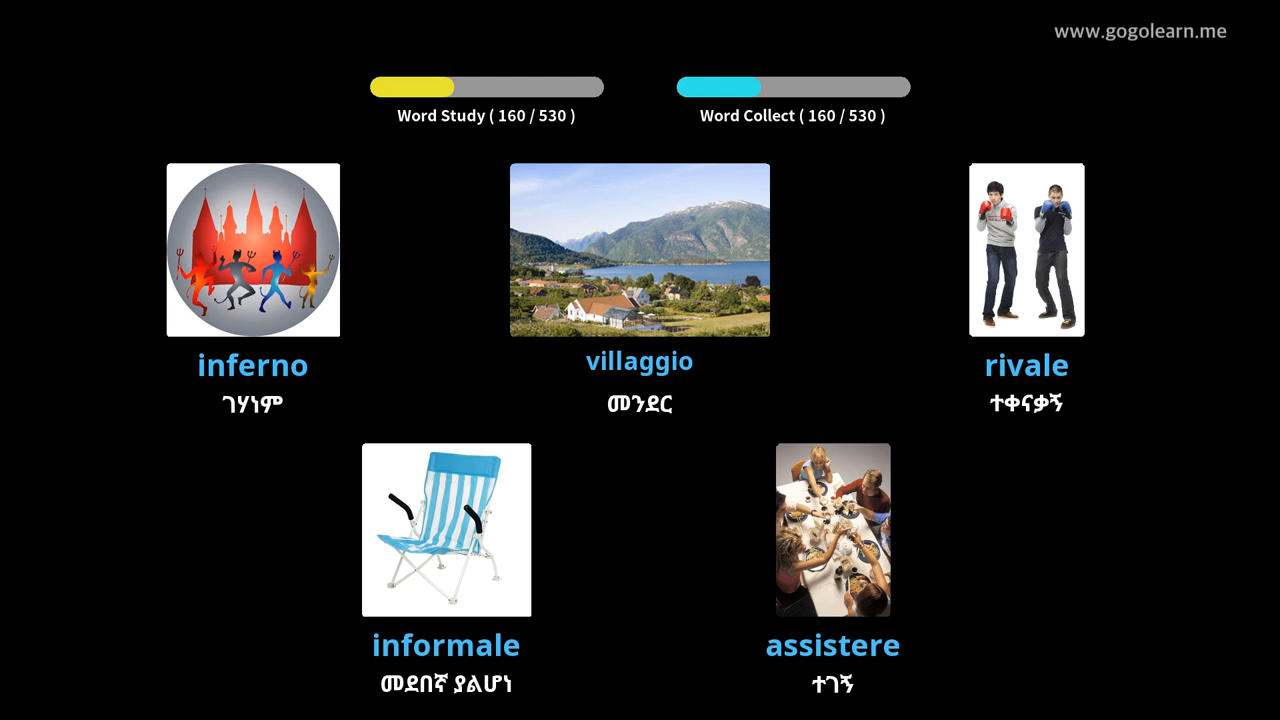 www.gogolearn.me
Word Study ( 160 / 530 )
Word Collect ( 160 / 530 )
inferno
ገሃነም
villaggio
መንደር
rivale
ተቀናቃኝ
informale
መደበኛ ያልሆነ
assistere
ተገኝ